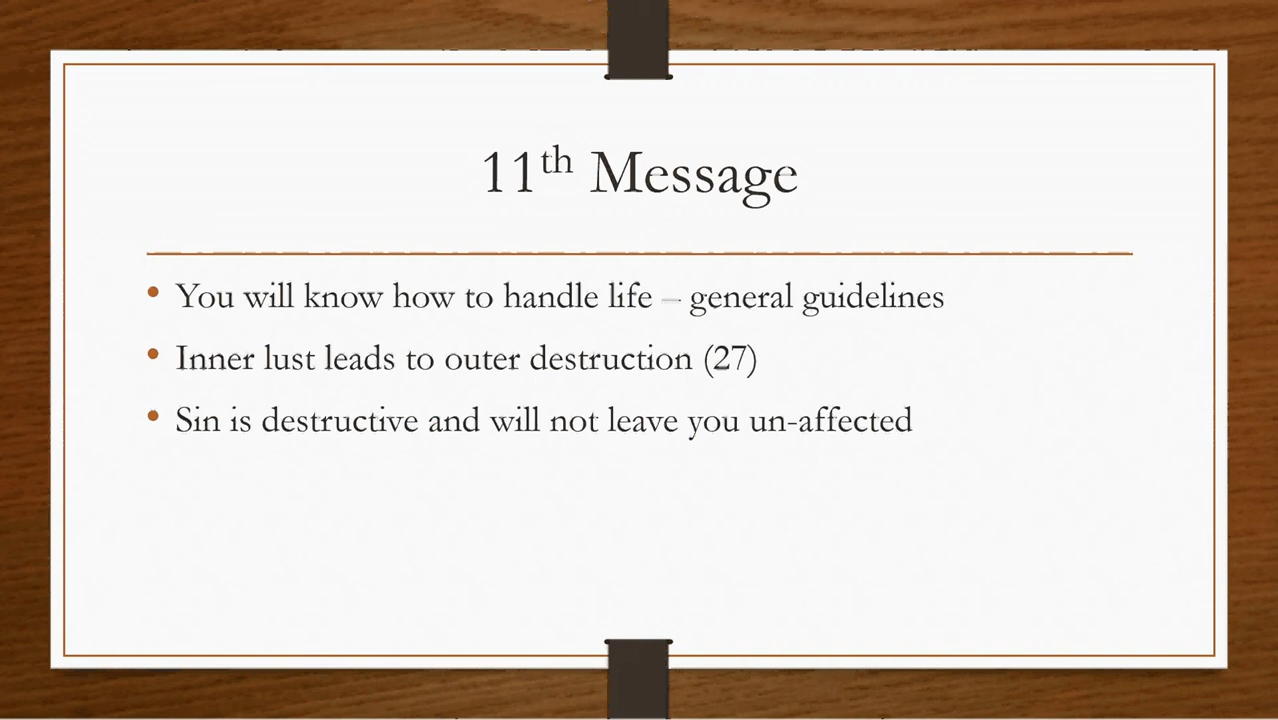 11th Message
• You will know how to handle life – general guidelines
• Inner lust leads to outer destruction (27)
• Sin is destructive and will not leave you un-affected